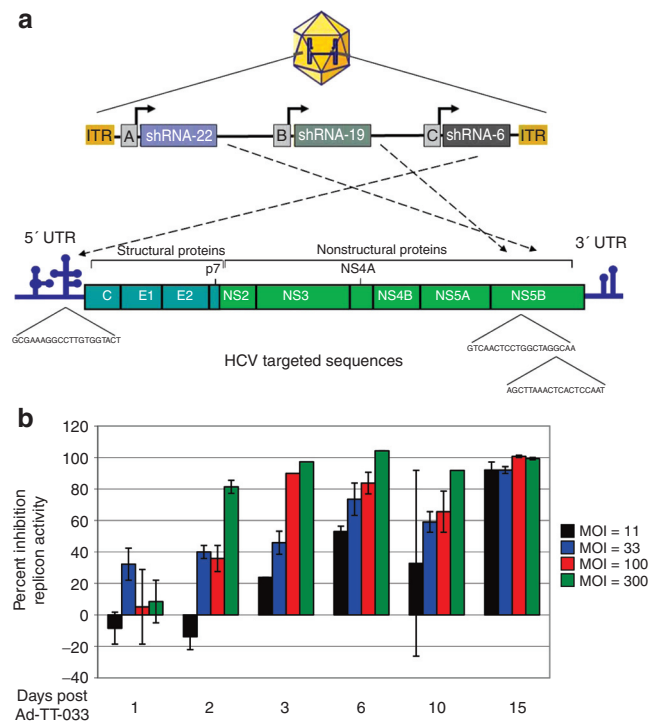 a
ITR A shRNA-22 B shRNA-19 C shRNA-6 ITR
5´ UTR
3´ UTR
Structural proteins
Nonstructural proteins
p7
NS4A
C E1 E2 NS2 NS3 NS4B NS5A NS5B
GCGAAAGGCCTTGTGGTACT
GTCAACTCCTGGCTAGGCAA
HCV targeted sequences
AGCTTAAACTCACTCCAAT
b
Percent inhibition
replicon activity
120
100
80
60
40
20
0
−20
−40
MOI = 11
MOI = 33
MOI = 100
MOI = 300
Days post
Ad-TT-033
1 2 3 6 10 15